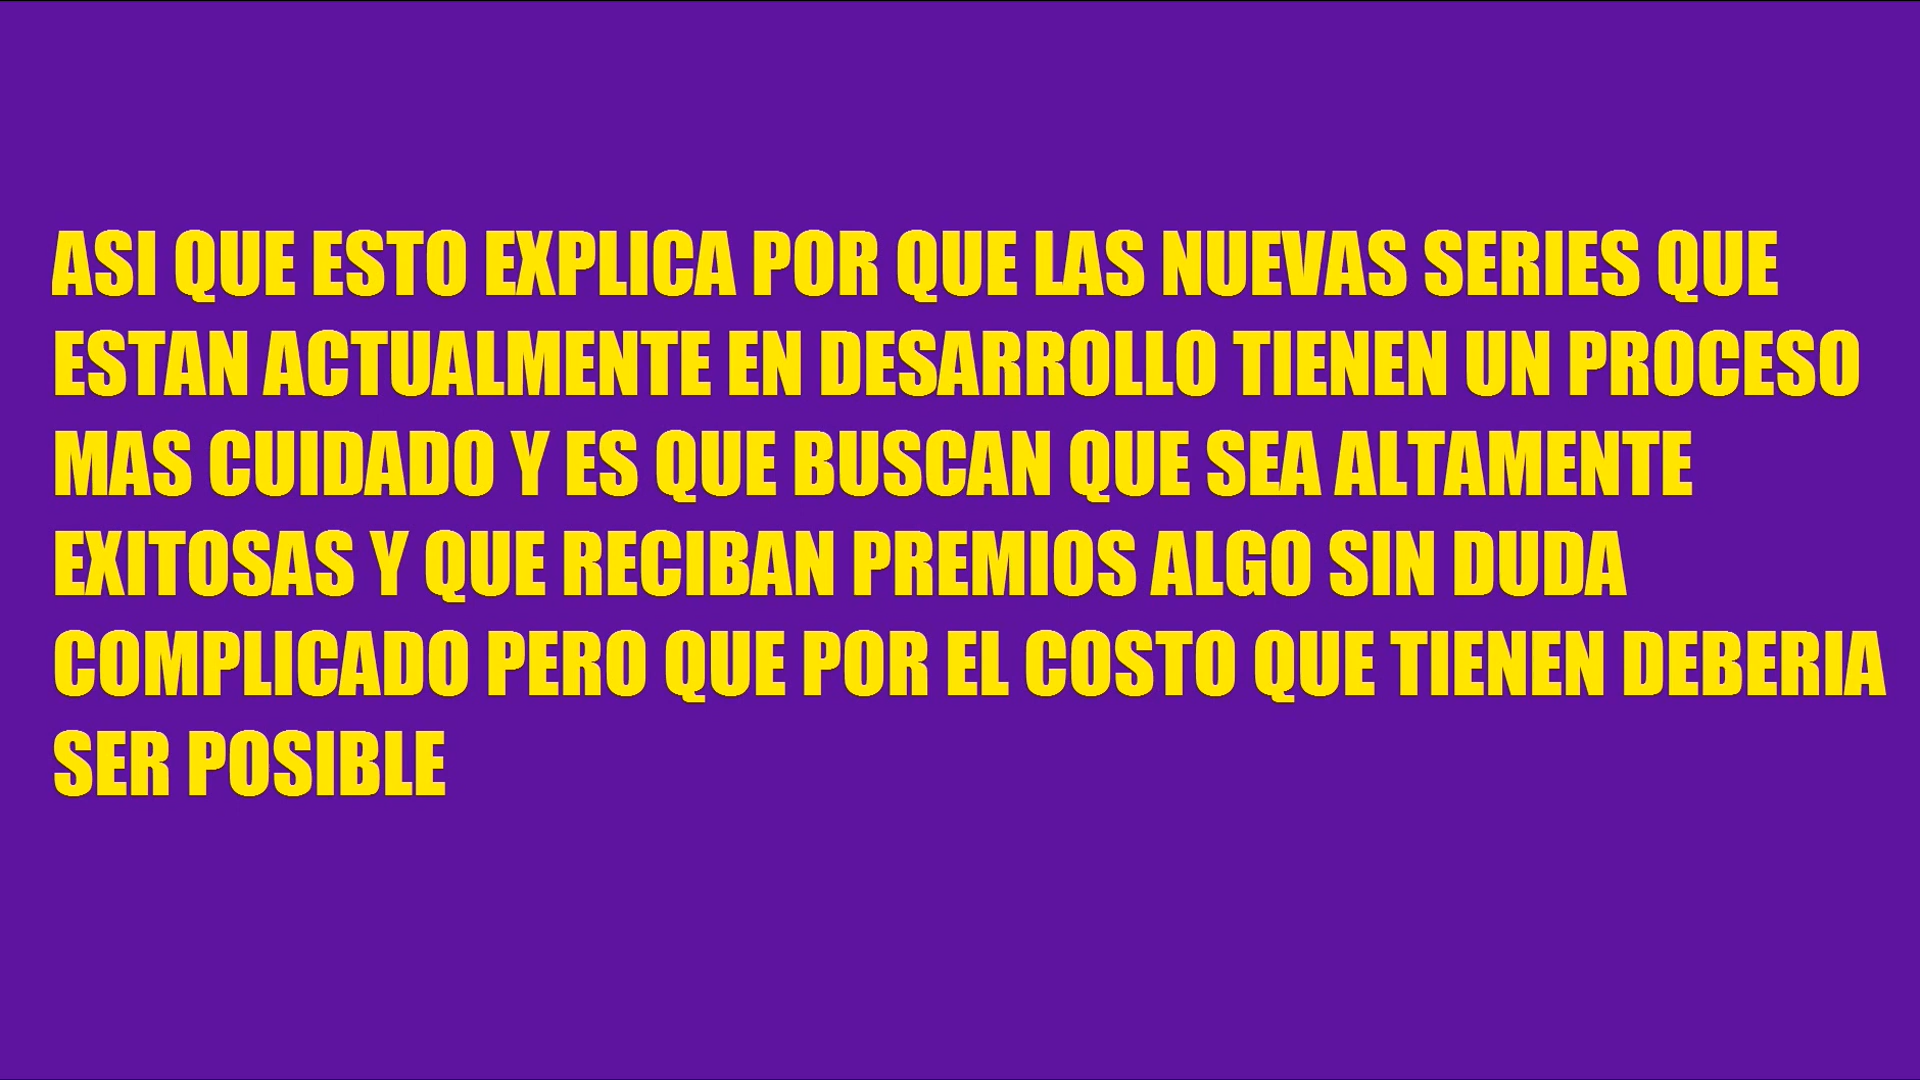 ASI QUE ESTO EXPLICA POR QUE LAS NUEVAS SERIES QUE
ESTAN ACTUALMENTE EN DESARROLLO TIENEN UN PROCESO
MAS CUIDADO Y ES QUE BUSCAN QUE SEA ALTAMENTE
EXITOSAS Y QUE RECIBAN PREMIOS ALGO SIN DUDA
COMPLICADO PERO QUE POR EL COSTO QUE TIENEN DEBERIA
SER POSIBLE